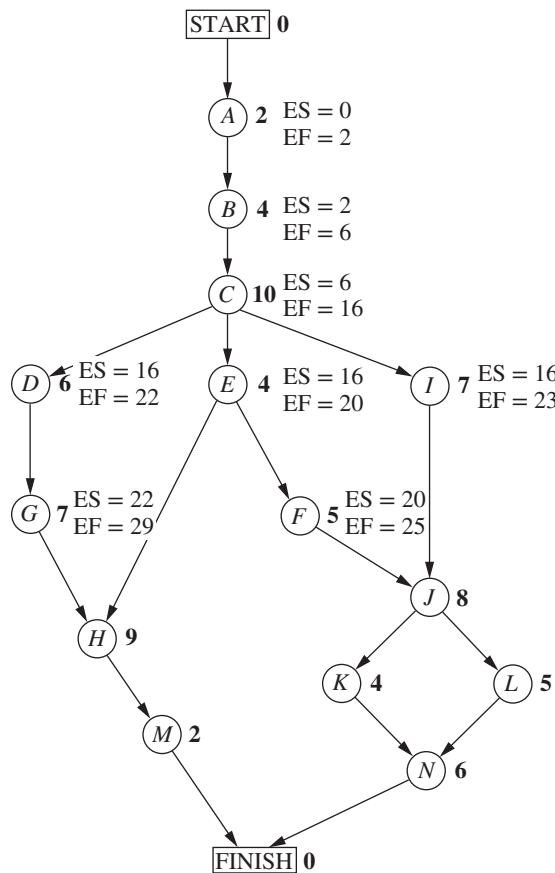 START 0
A 2 ES = 0
EF = 2
B 4 ES = 2
EF = 6
C 10 ES = 6
EF = 16
D 6 ES = 16
EF = 22
E 4 ES = 16
EF = 20
I 7 ES = 16
EF = 23
G 7 ES = 22
EF = 29
F 5 ES = 20
EF = 25
J 8
H 9
K 4
L 5
M 2
N 6
FINISH 0